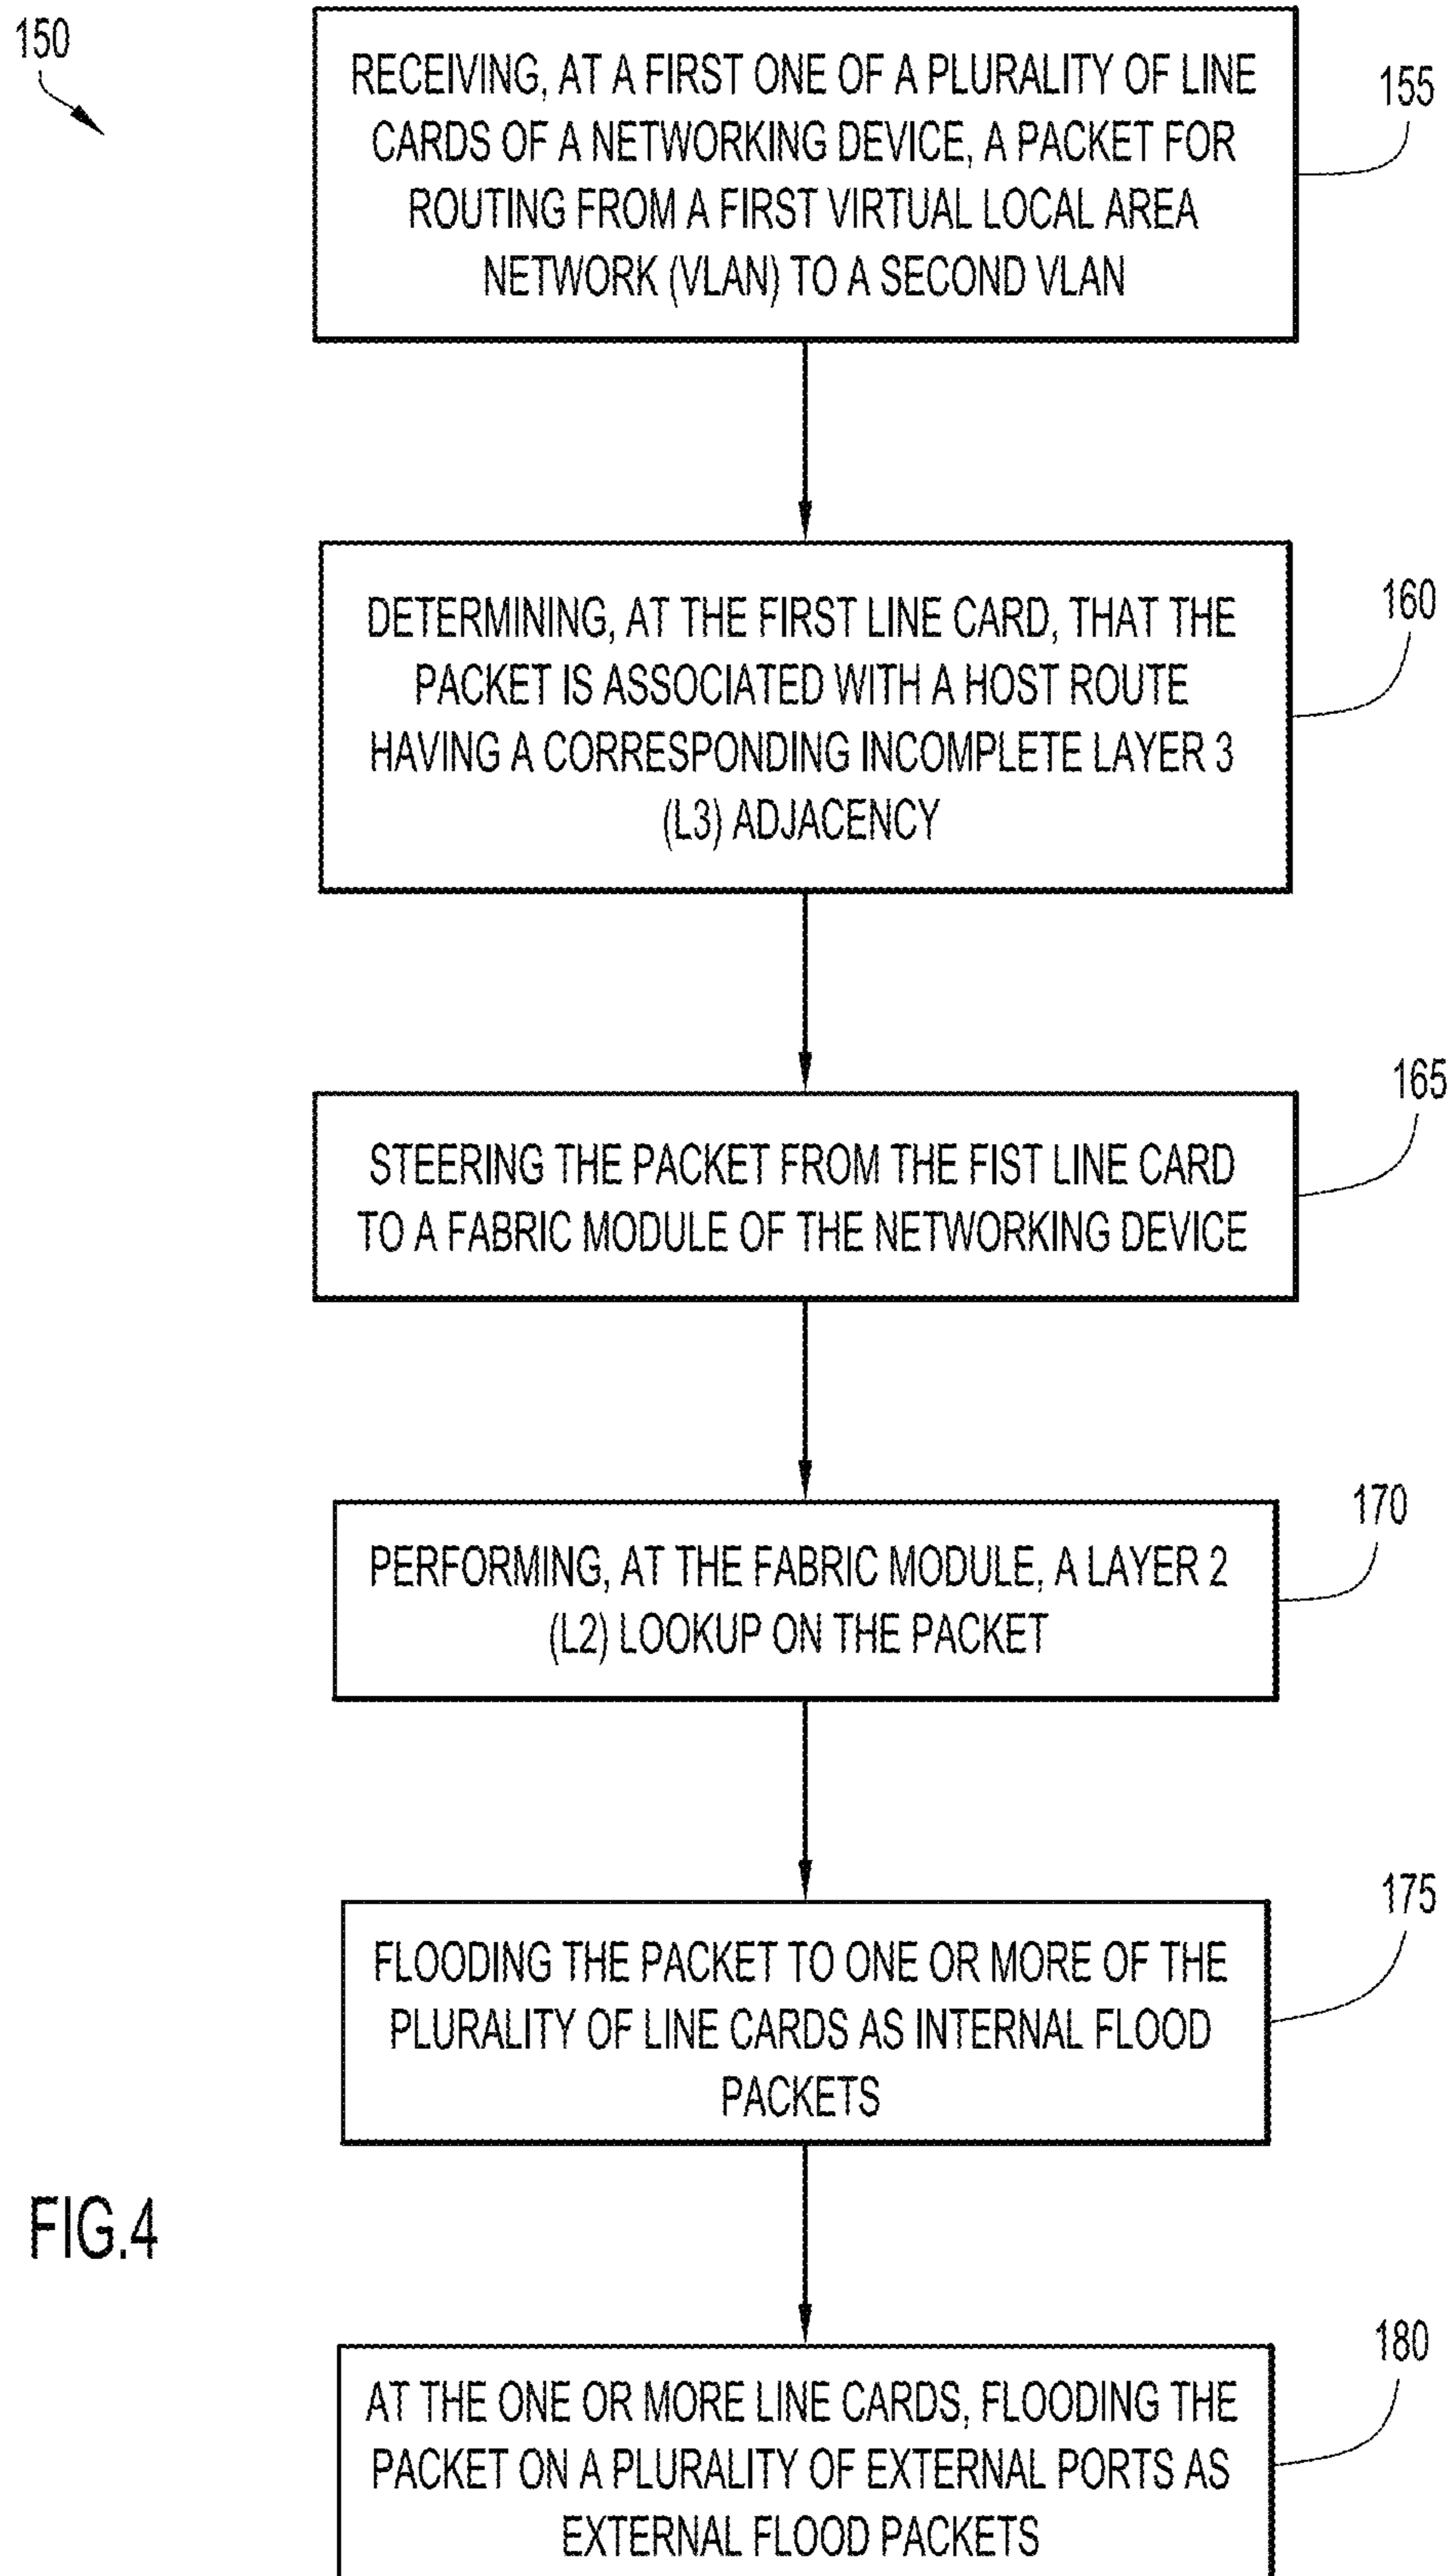 150
RECEIVING, AT A FIRST ONE OF A PLURALITY OF LINE
CARDS OF A NETWORKING DEVICE, A PACKET FOR
ROUTING FROM A FIRST VIRTUAL LOCAL AREA
NETWORK (VLAN) TO A SECOND VLAN
155
DETERMINING, AT THE FIRST LINE CARD, THAT THE
PACKET IS ASSOCIATED WITH A HOST ROUTE
HAVING A CORRESPONDING INCOMPLETE LAYER 3
(L3) ADJACENCY
160
STEERING THE PACKET FROM THE FIST LINE CARD
TO A FABRIC MODULE OF THE NETWORKING DEVICE
165
PERFORMING, AT THE FABRIC MODULE, A LAYER 2
(L2) LOOKUP ON THE PACKET
170
FLOODING THE PACKET TO ONE OR MORE OF THE
PLURALITY OF LINE CARDS AS INTERNAL FLOOD
PACKETS
175
AT THE ONE OR MORE LINE CARDS, FLOODING THE
PACKET ON A PLURALITY OF EXTERNAL PORTS AS
EXTERNAL FLOOD PACKETS
180
FIG.4